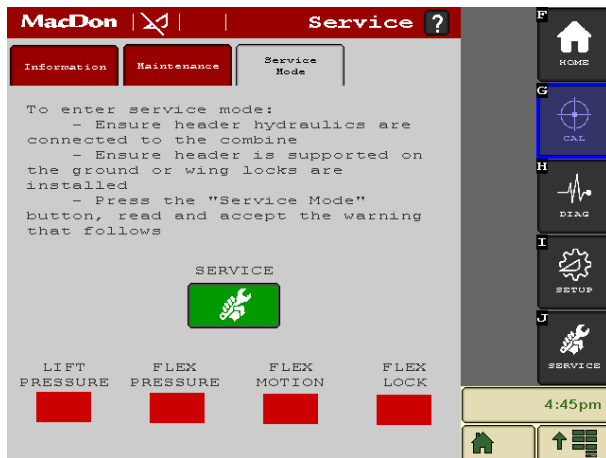 MacDon
Service ?
Information
Maintenance
Service
Mode
To enter service mode:
- Ensure header hydraulics are
connected to the combine
- Ensure header is supported on
the ground or wing locks are
installed
- Press the "Service Mode"
button, read and accept the warning
that follows
SERVICE
LIFT
PRESSURE
FLEX
PRESSURE
FLEX
MOTION
FLEX
LOCK
F
HOME
G
CAL
H
DIAG
I
SETUP
J
SERVICE
4:45pm